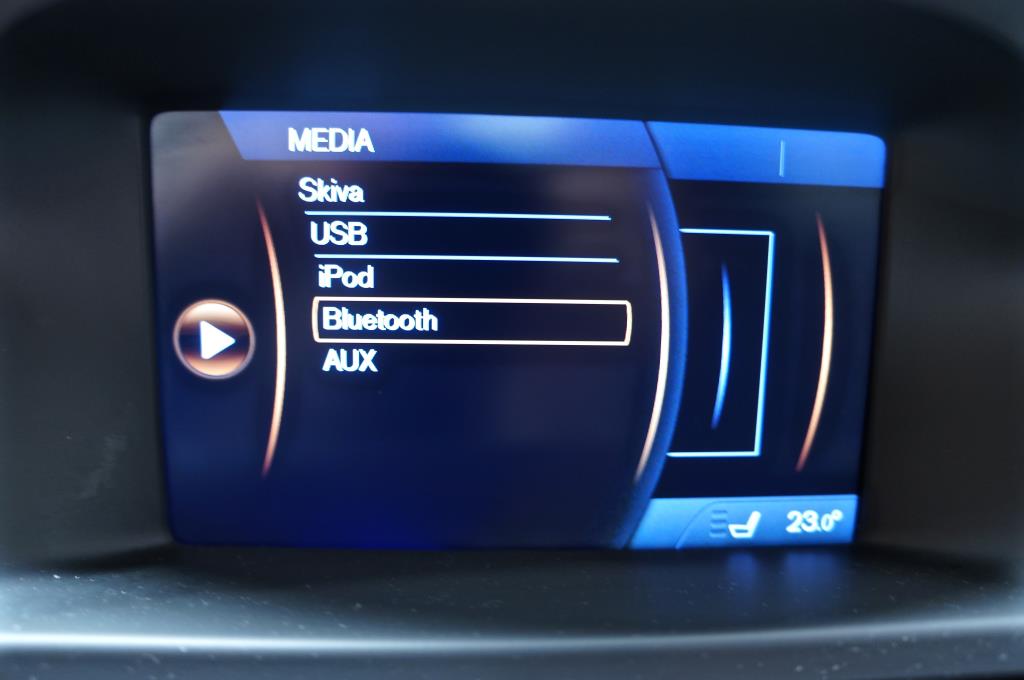 MEDIA
Skiva
USB
iPod
Bluetooth
AUX
23.0°